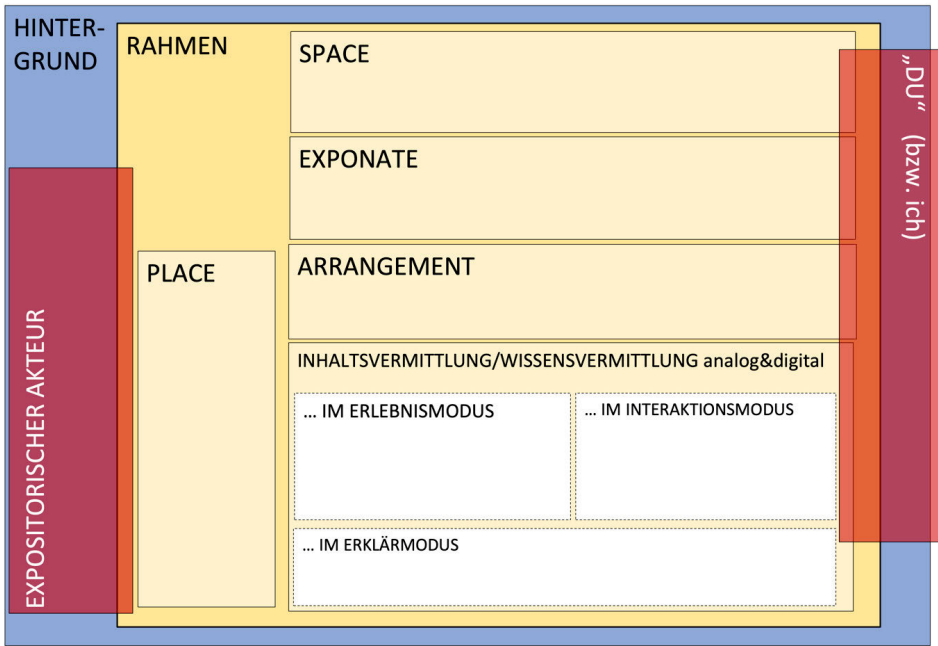 HINTER-
GRUND
RAHMEN
SPACE
EXPONATE
ARRANGEMENT
PLACE
INHALTSVERMITTLUNG/WISSENSVERMITTLUNG analog&digital
... IM ERLEBNISMODUS
... IM INTERAKTIONSMODUS
... IM ERKLÄRMODUS
EXPOSITORISCHER AKTEUR
„DU“ (bzw. ich)